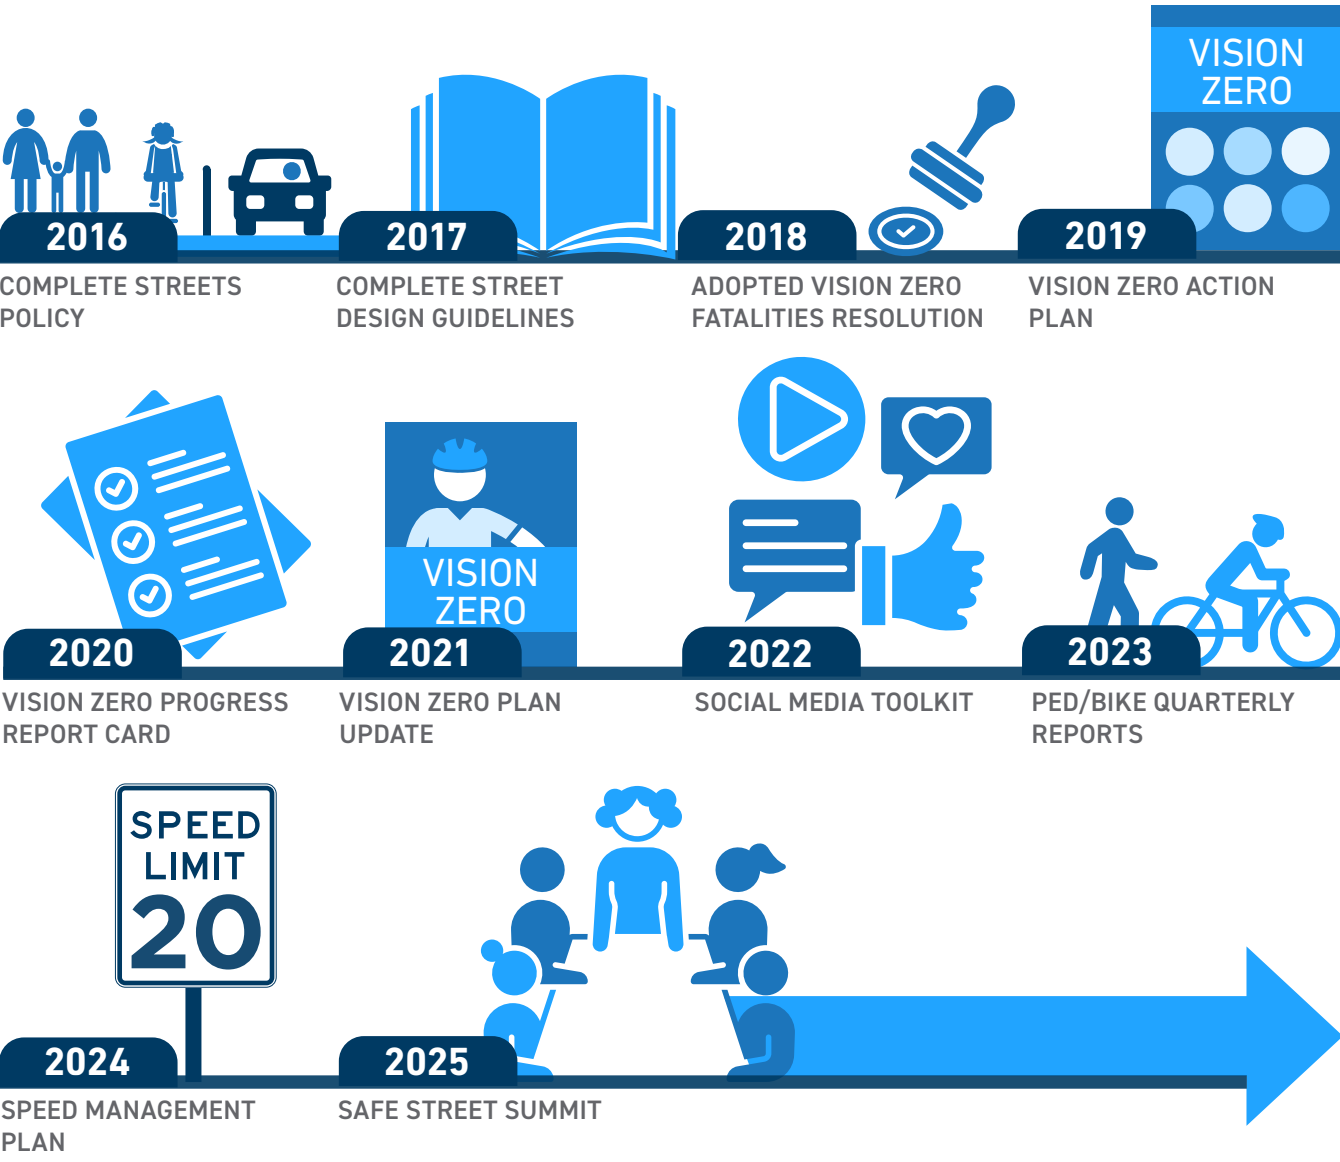 VISION
ZERO
2016
2017
2018
2019
COMPLETE STREETS
POLICY
COMPLETE STREET
DESIGN GUIDELINES
ADOPTED VISION ZERO
FATALITIES RESOLUTION
VISION ZERO ACTION
PLAN
VISION
ZERO
2020
2021
2022
2023
VISION ZERO PROGRESS
REPORT CARD
VISION ZERO PLAN
UPDATE
SOCIAL MEDIA TOOLKIT
PED/BIKE QUARTERLY
REPORTS
SPEED
LIMIT
20
2024
2025
SPEED MANAGEMENT
PLAN
SAFE STREET SUMMIT